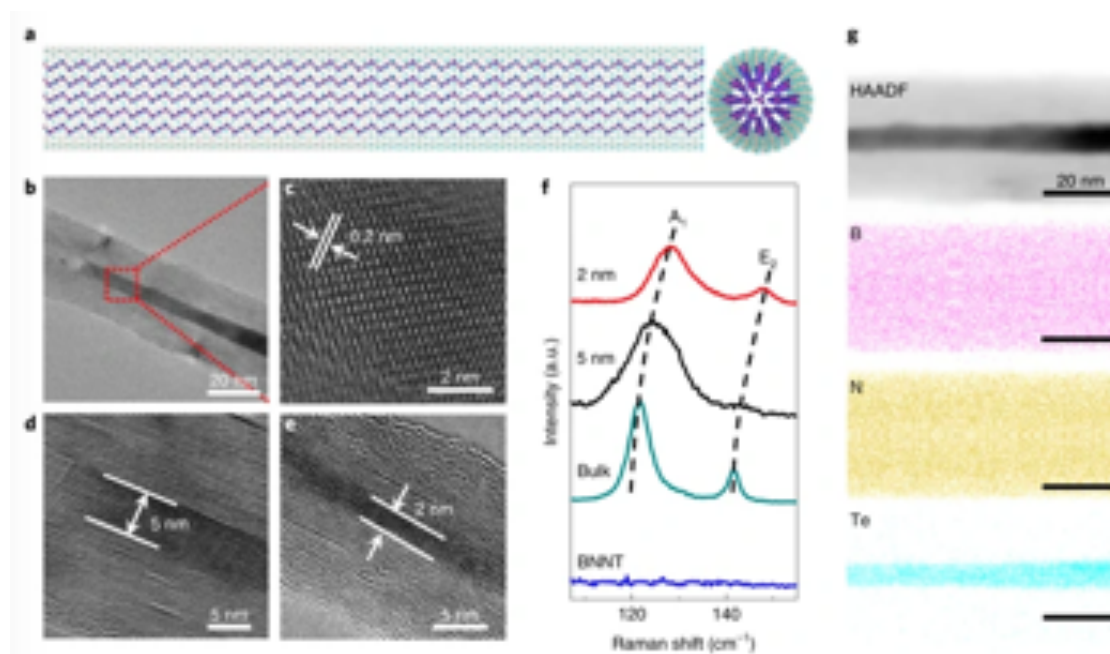 a
g
HAADF
20 nm
b
c
f
0.2 nm
A₁
E₂
B
2 nm
20 nm
2 nm
5 nm
N
d
e
Intensity (a.u.)
5 nm
2 nm
Bulk
Te
BNNT
5 nm
5 nm
120
140
Raman shift (cm⁻¹)